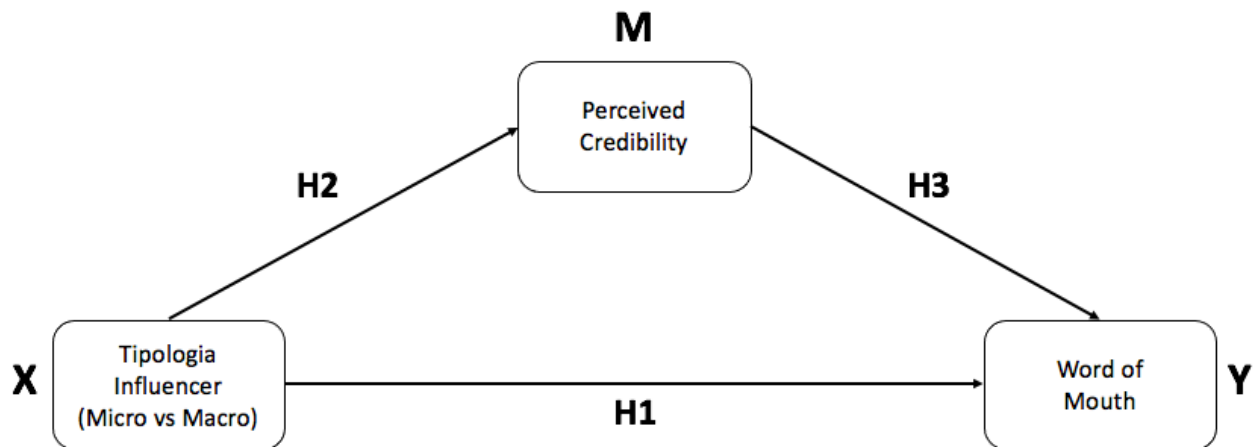 M
Perceived
Credibility
H2
H3
X
Tipologia
Influencer
(Micro vs Macro)
H1
Word of
Mouth
Y